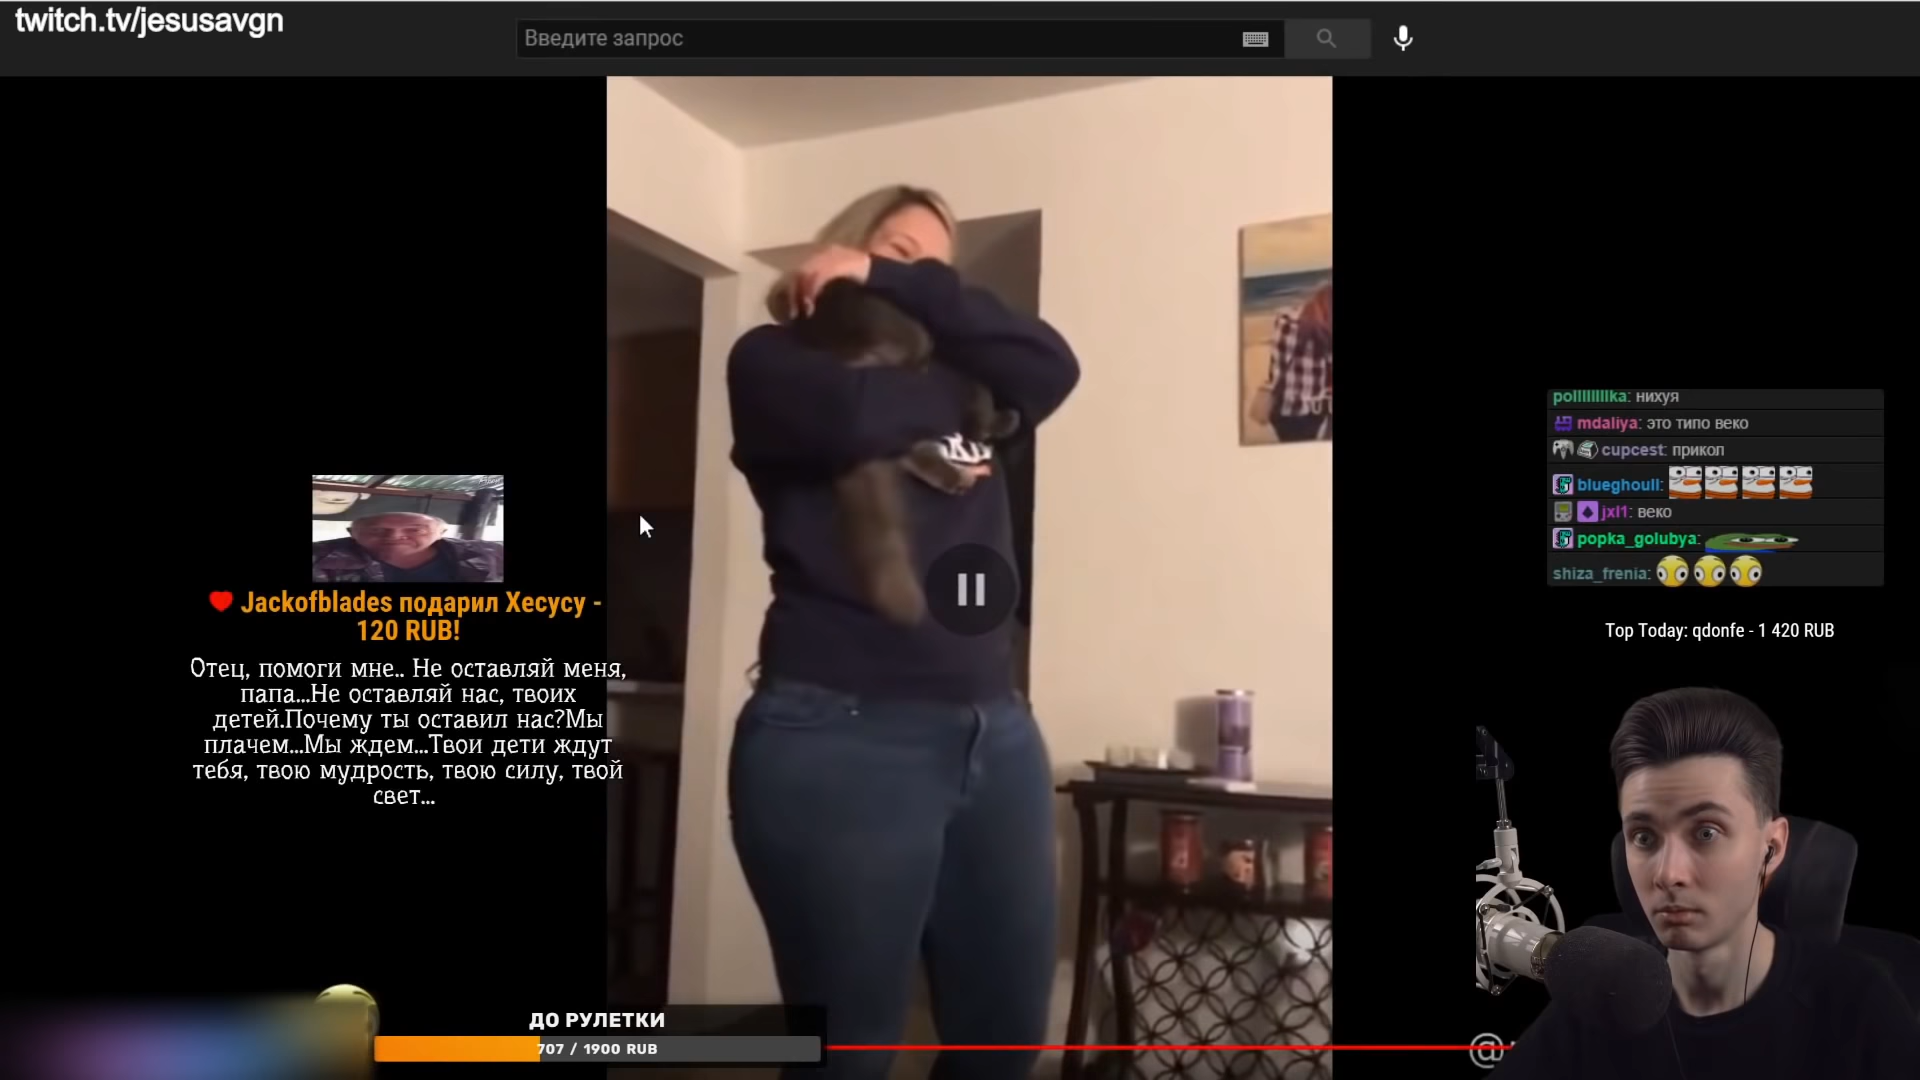 twitch.tv/jesusavgn
Введите запрос
polllllllka: нихуя
mdaliya: это типо веко
cupcest: прикол
blueghoull:
jxl1: веко
popka_golubya:
shiza_frenia:
Top Today: qdonfe - 1 420 RUB
Jackofblades подарил Хесусу -
120 RUB!
Отец, помоги мне.. Не оставляй меня,
папа...Не оставляй нас, твоих
детей.Почему ты оставил нас?Мы
плачем...Мы ждем...Твои дети ждут
тебя, твою мудрость, твою силу, твой
свет...
ДО РУЛЕТКИ
707 / 1900 RUB
@